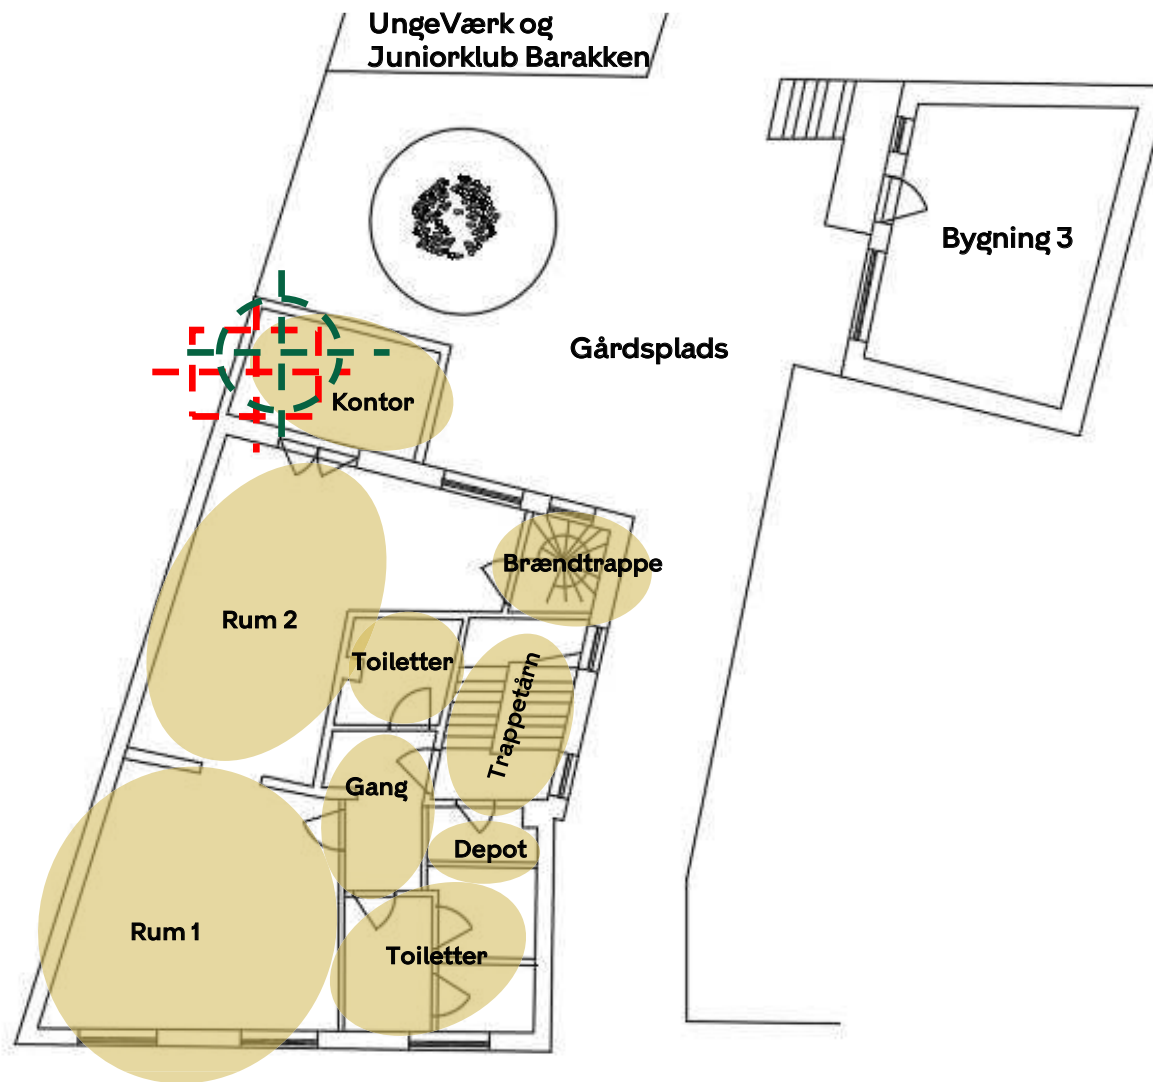 UngeVærk og
Juniorklub Barakken
Bygning 3
Gårdsplads
Kontor
Brændtrappe
Rum 2
Toiletter
Trappetårn
Gang
Depot
Rum 1
Toiletter